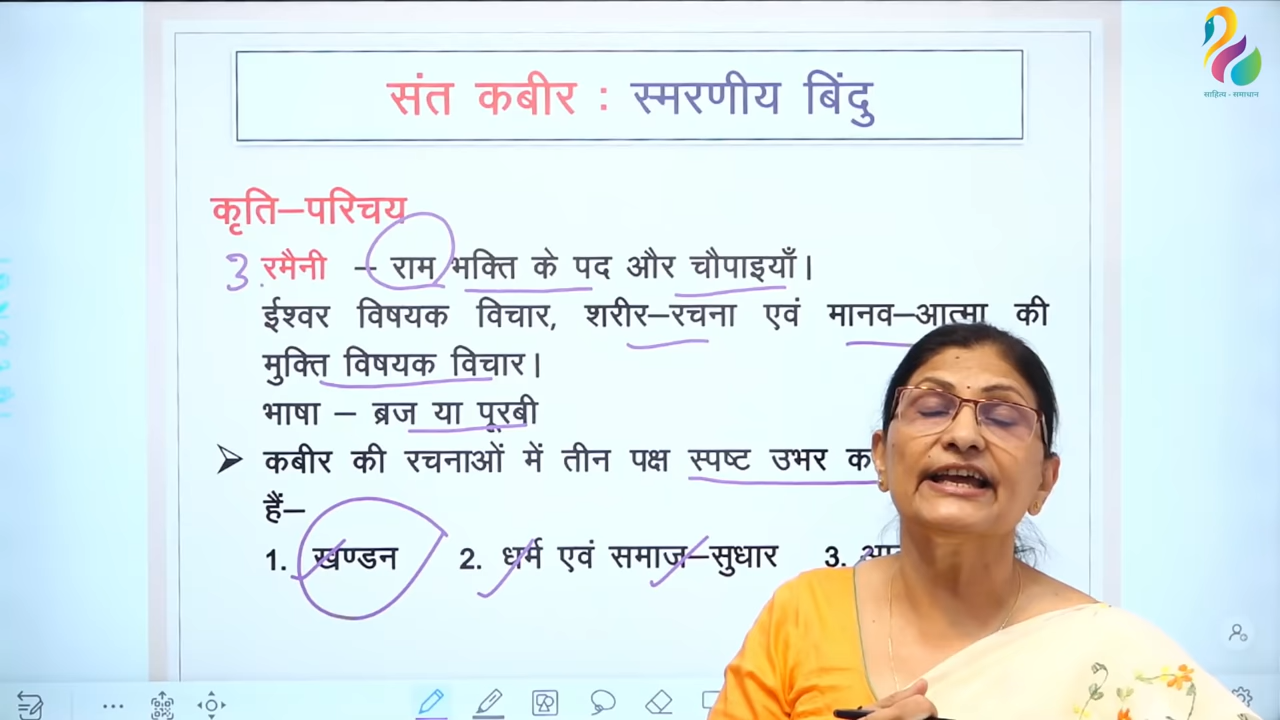 साहित्य - समाधान
संत कबीर : स्मरणीय बिंदु
कृति–परिचय
3. रमैनी – राम भक्ति के पद और चौपाइयाँ।
ईश्वर विषयक विचार, शरीर–रचना एवं मानव–आत्मा की
मुक्ति विषयक विचार।
भाषा – ब्रज या पूरबी
➤ कबीर की रचनाओं में तीन पक्ष स्पष्ट उभर
हैं–
1. खण्डन 2. धर्म एवं समाज–सुधार 3.